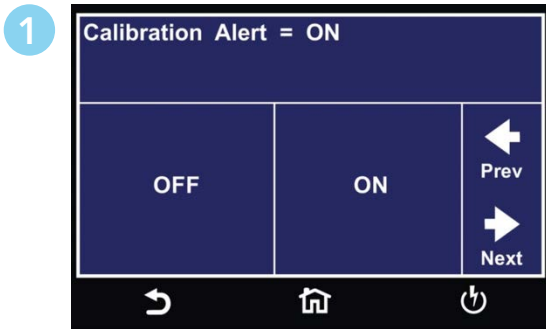 1
Calibration Alert = ON
OFF
ON
Prev
Next